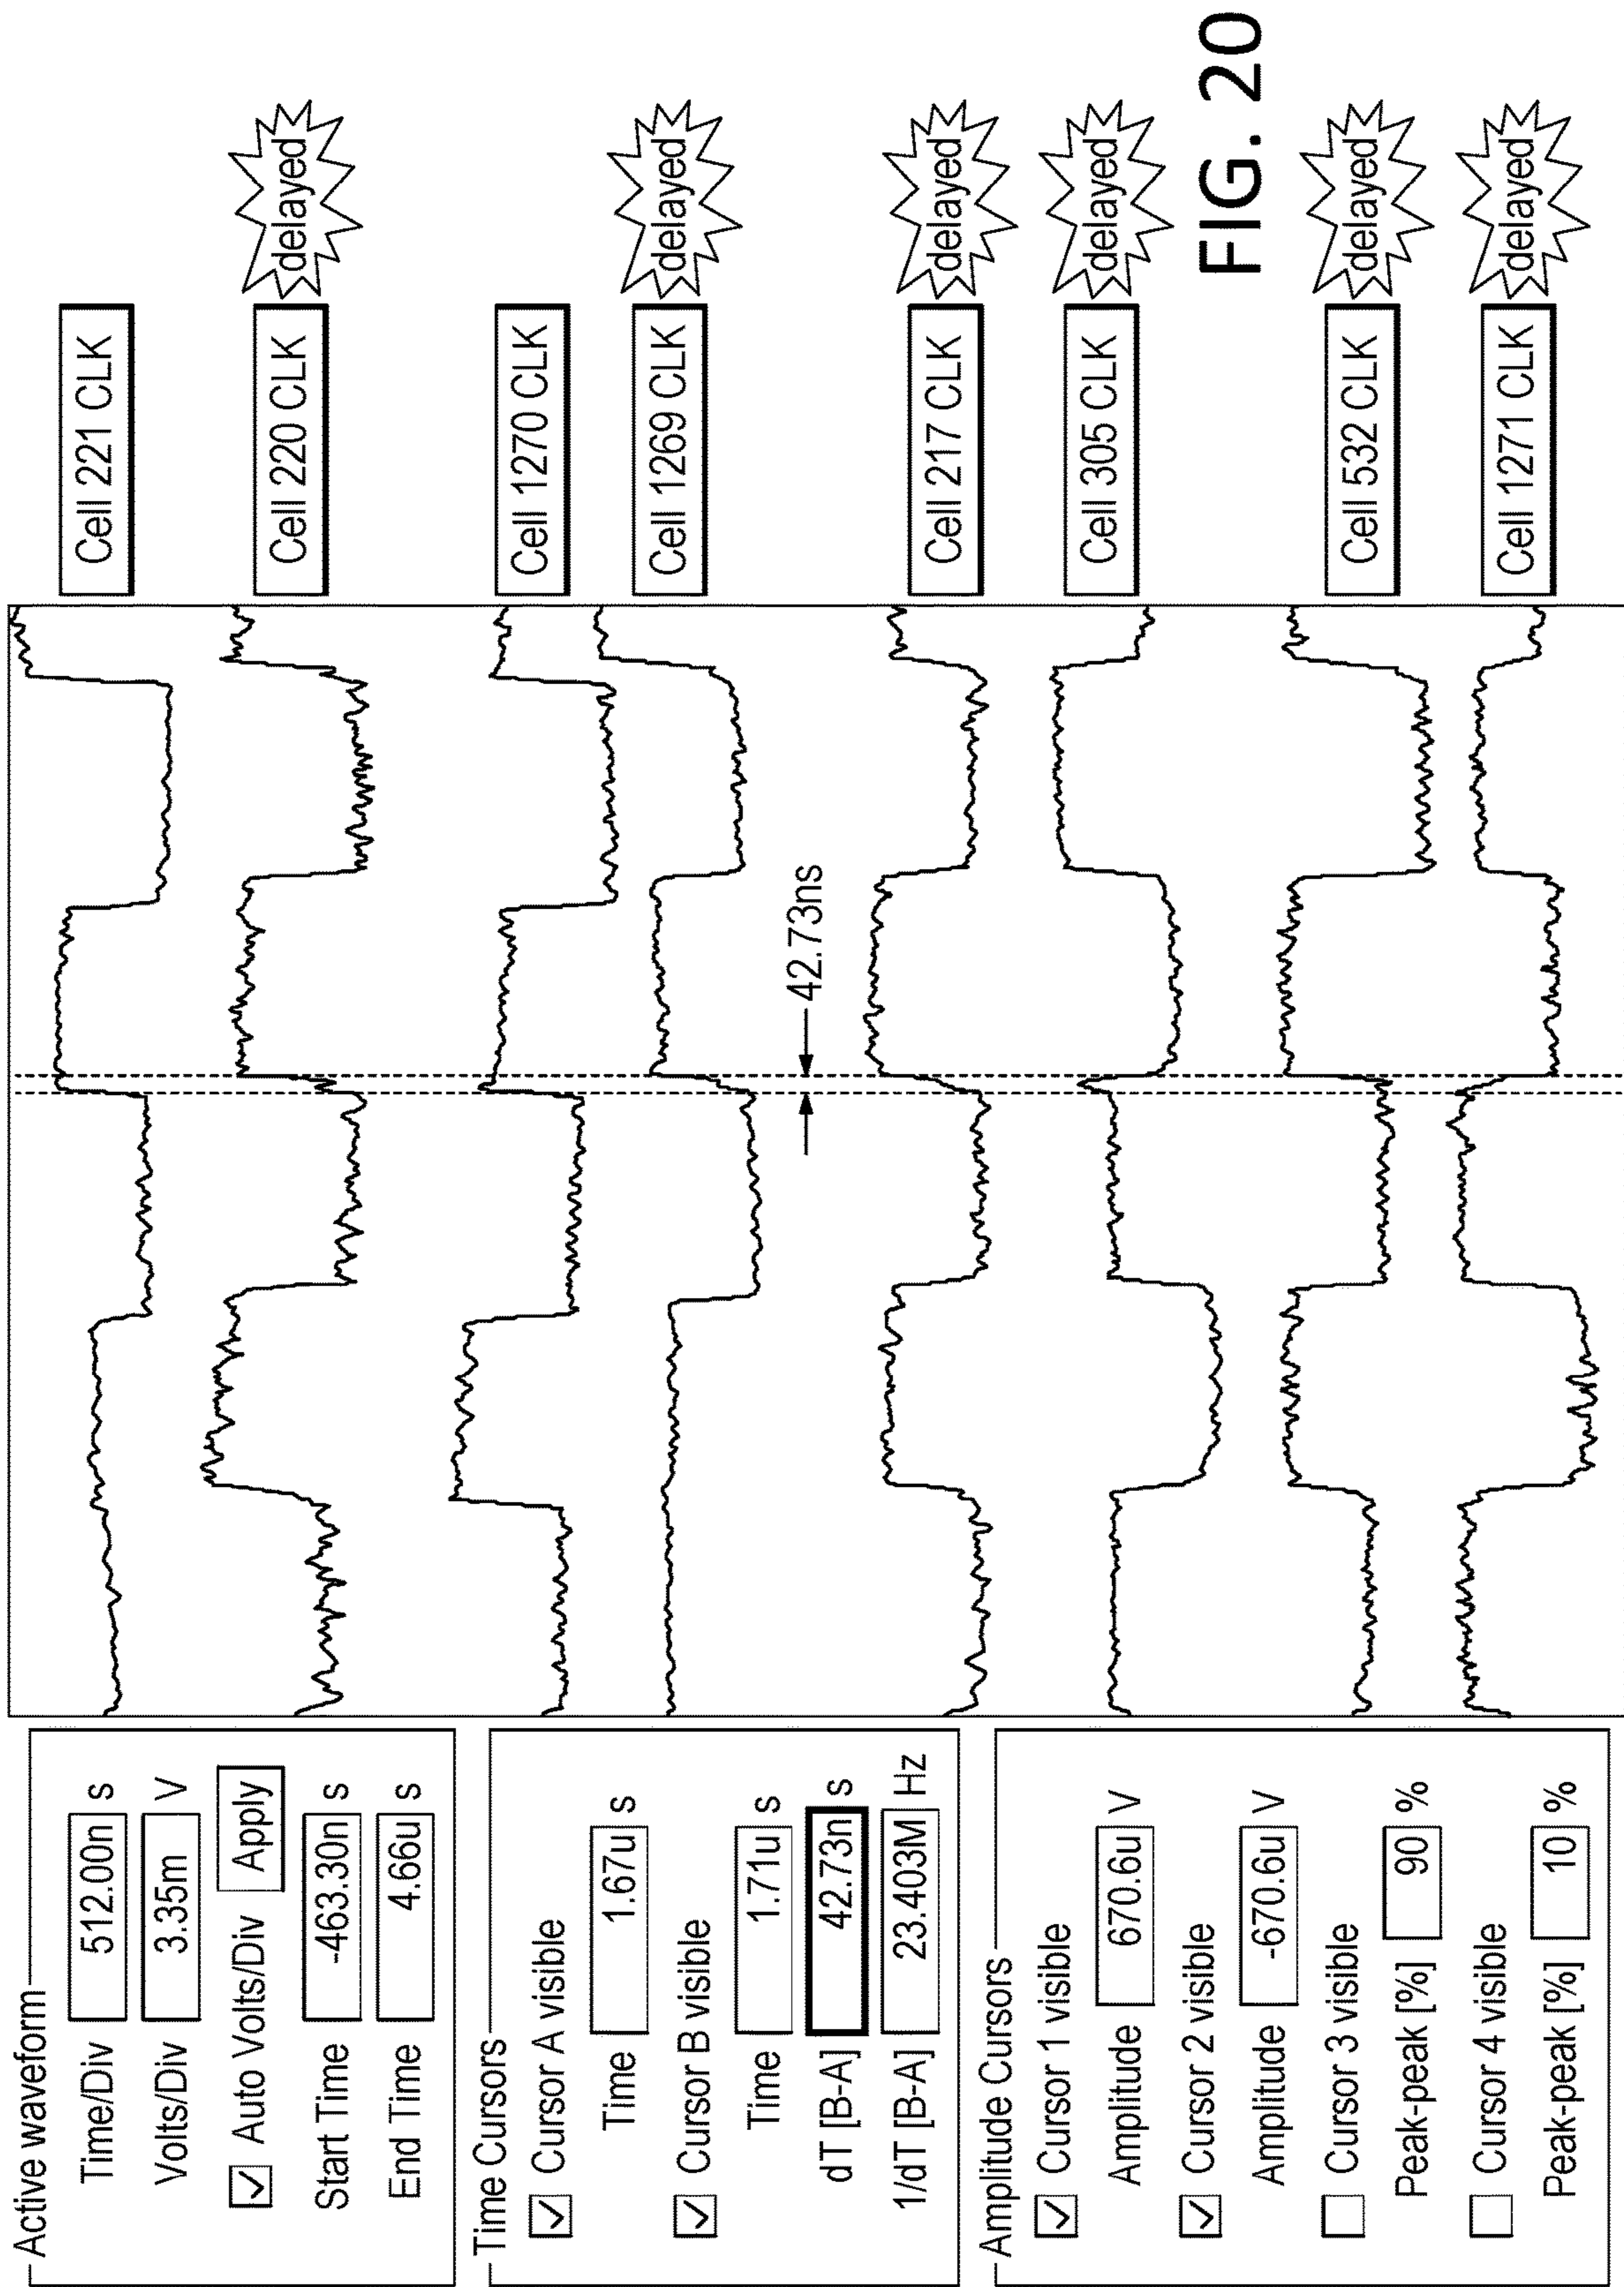 Active waveform
Time/Div 512.00n s
Volts/Div 3.35m V
Auto Volts/Div Apply
Start Time -463.30n s
End Time 4.66u s
Time Cursors
Cursor A visible
Time 1.67u s
Cursor B visible
Time 1.71u s
dT [B-A] 42.73n s
1/dT [B-A] 23.403M Hz
Amplitude Cursors
Cursor 1 visible
Amplitude 670.6u V
Cursor 2 visible
Amplitude -670.6u V
Cursor 3 visible
Peak-peak [%] 90 %
Cursor 4 visible
Peak-peak [%] 10 %
42.73ns
Cell 221 CLK
Cell 220 CLK delayed
Cell 1270 CLK
Cell 1269 CLK delayed
Cell 217 CLK delayed
Cell 305 CLK delayed
Cell 532 CLK delayed
Cell 1271 CLK delayed
FIG. 20